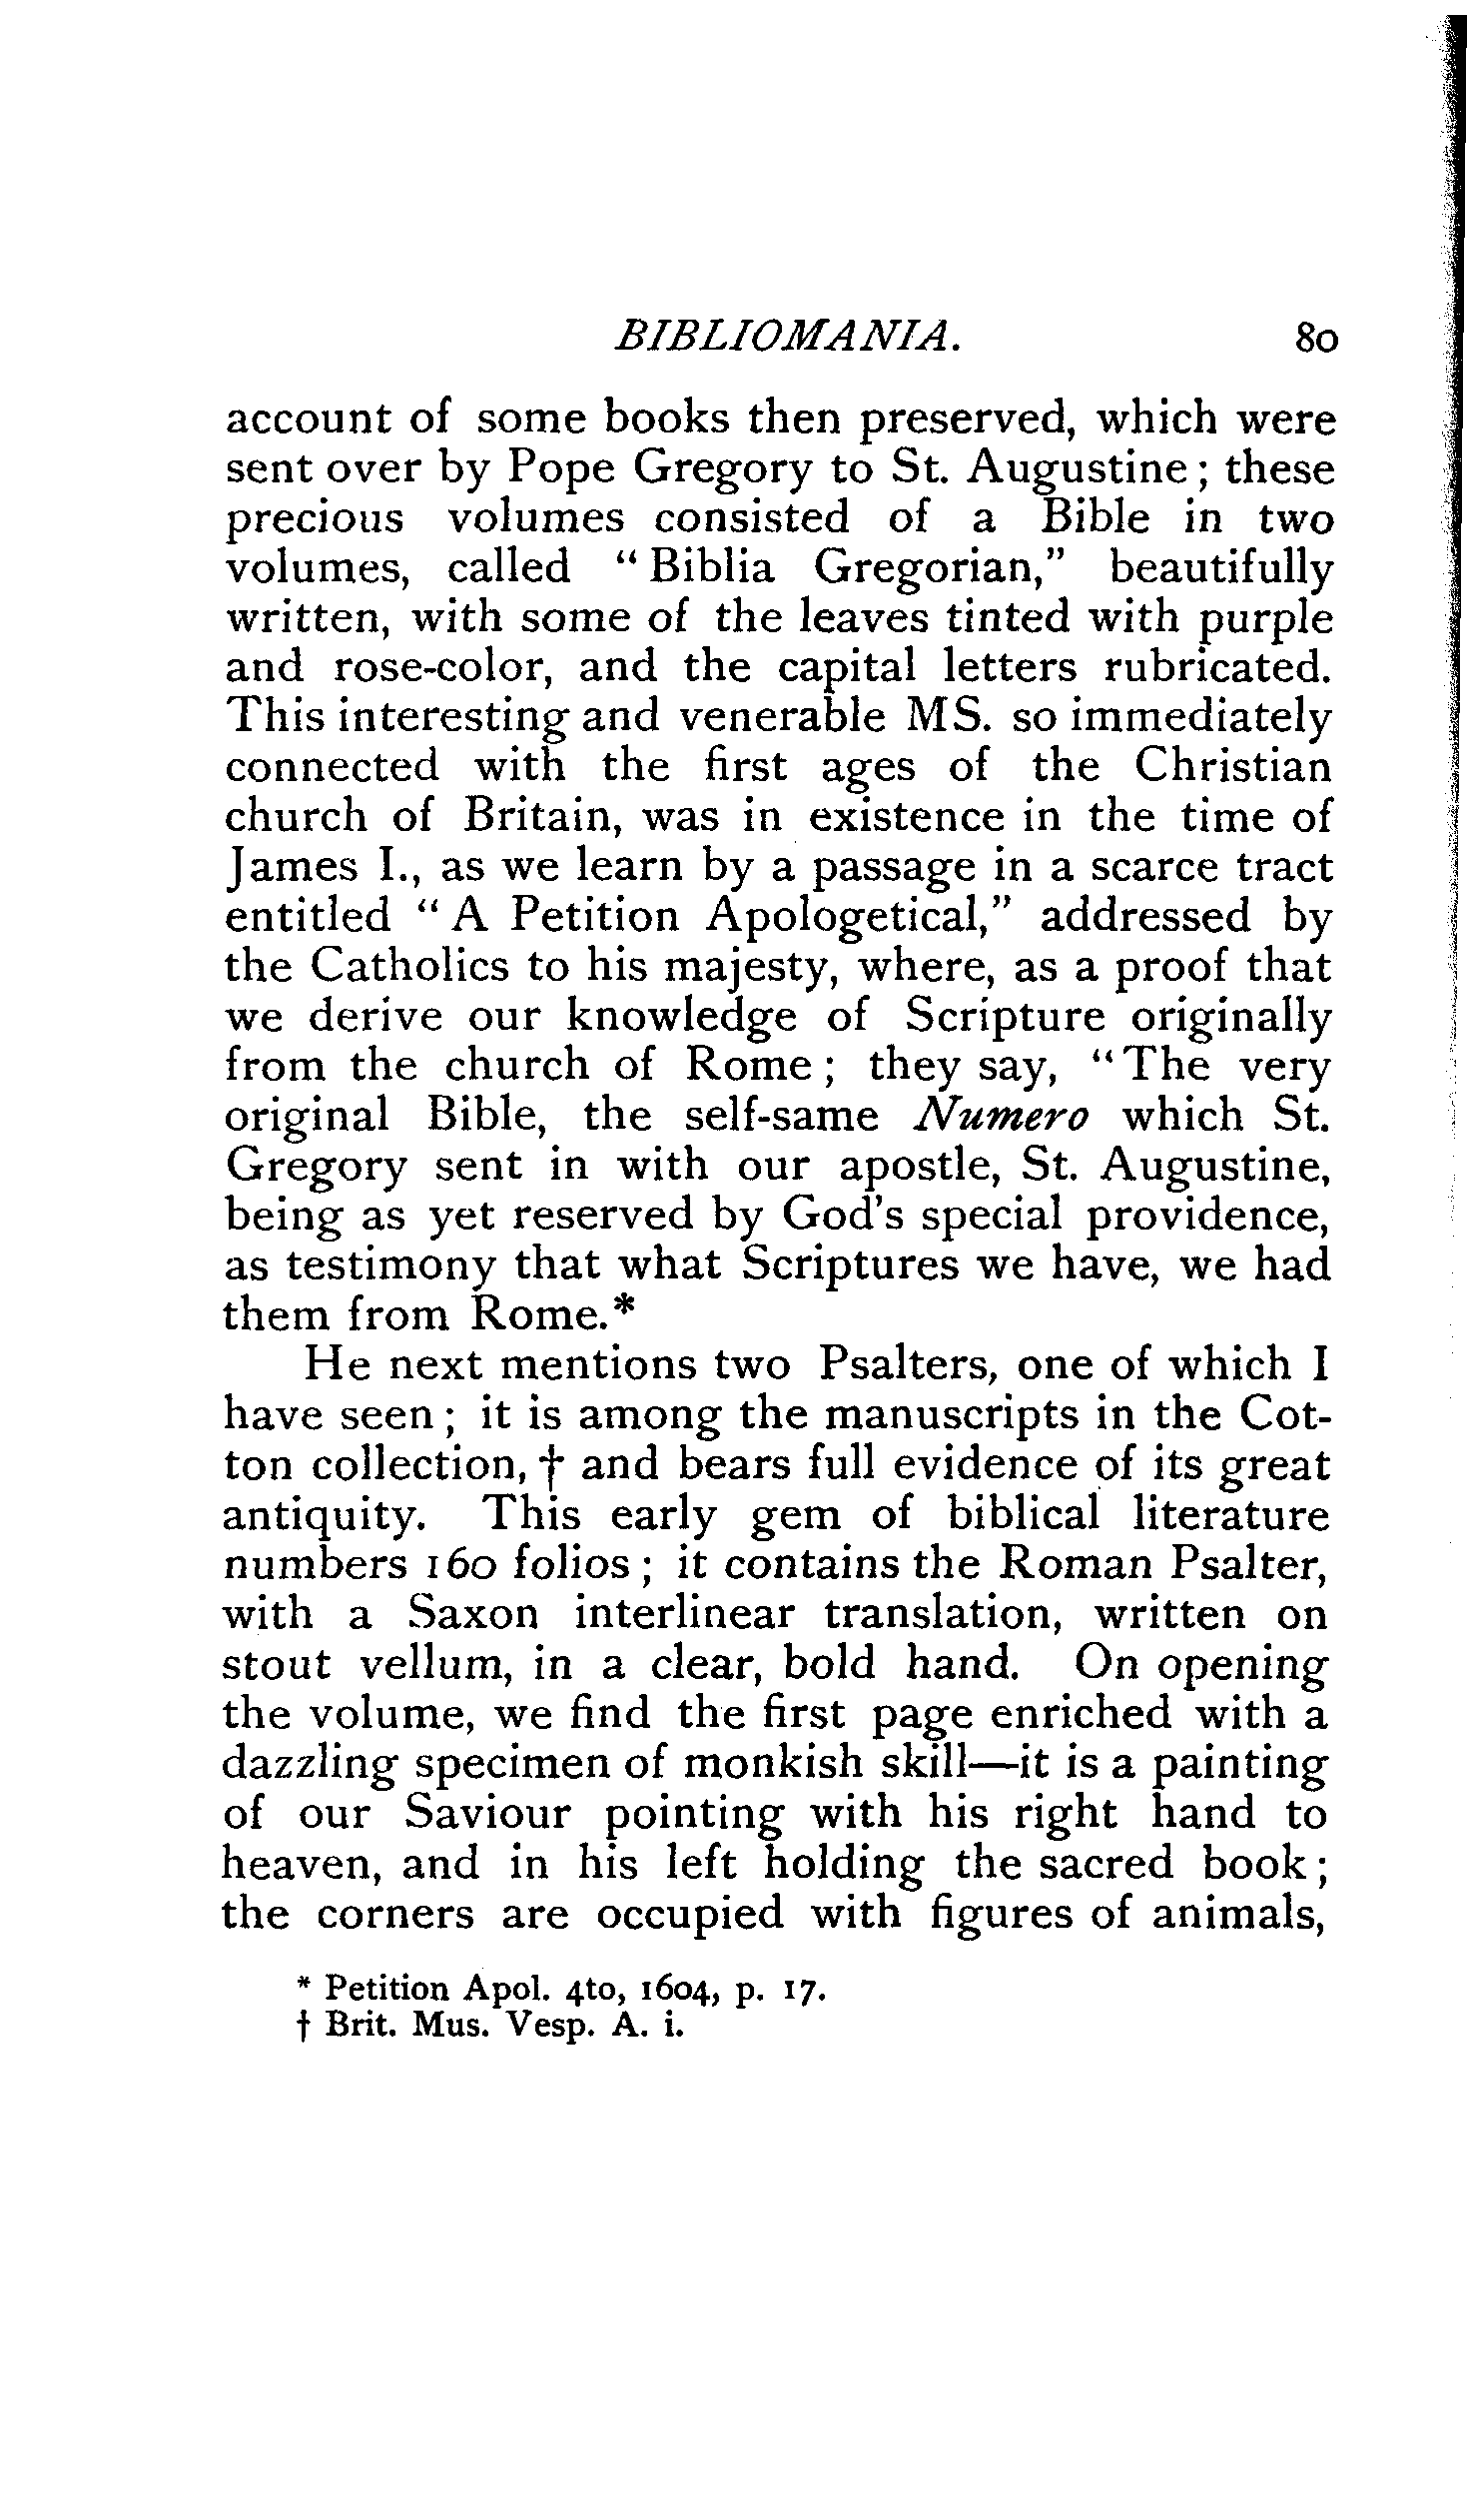 BIBLIOMANIA. 80
account of some books then preserved, which were
sent over by Pope Gregory to St. Augustine; these
precious volumes consisted of a Bible in two
volumes, called "Biblia Gregorian," beautifully
written, with some of the leaves tinted with purple
and rose-color, and the capital letters rubricated.
This interesting and venerable MS. so immediately
connected with the first ages of the Christian
church of Britain, was in existence in the time of
James I., as we learn by a passage in a scarce tract
entitled "A Petition Apologetical," addressed by
the Catholics to his majesty, where, as a proof that
we derive our knowledge of Scripture originally
from the church of Rome; they say, "The very
original Bible, the self-same Numero which St.
Gregory sent in with our apostle, St. Augustine,
being as yet reserved by God's special providence,
as testimony that what Scriptures we have, we had
them from Rome.*
He next mentions two Psalters, one of which I
have seen; it is among the manuscripts in the Cot-
ton collection, † and bears full evidence of its great
antiquity. This early gem of biblical literature
numbers 160 folios; it contains the Roman Psalter,
with a Saxon interlinear translation, written on
stout vellum, in a clear, bold hand. On opening
the volume, we find the first page enriched with a
dazzling specimen of monkish skill—it is a painting
of our Saviour pointing with his right hand to
heaven, and in his left holding the sacred book;
the corners are occupied with figures of animals,
* Petition Apol. 4to, 1604, p. 17.
† Brit. Mus. Vesp. A. i.